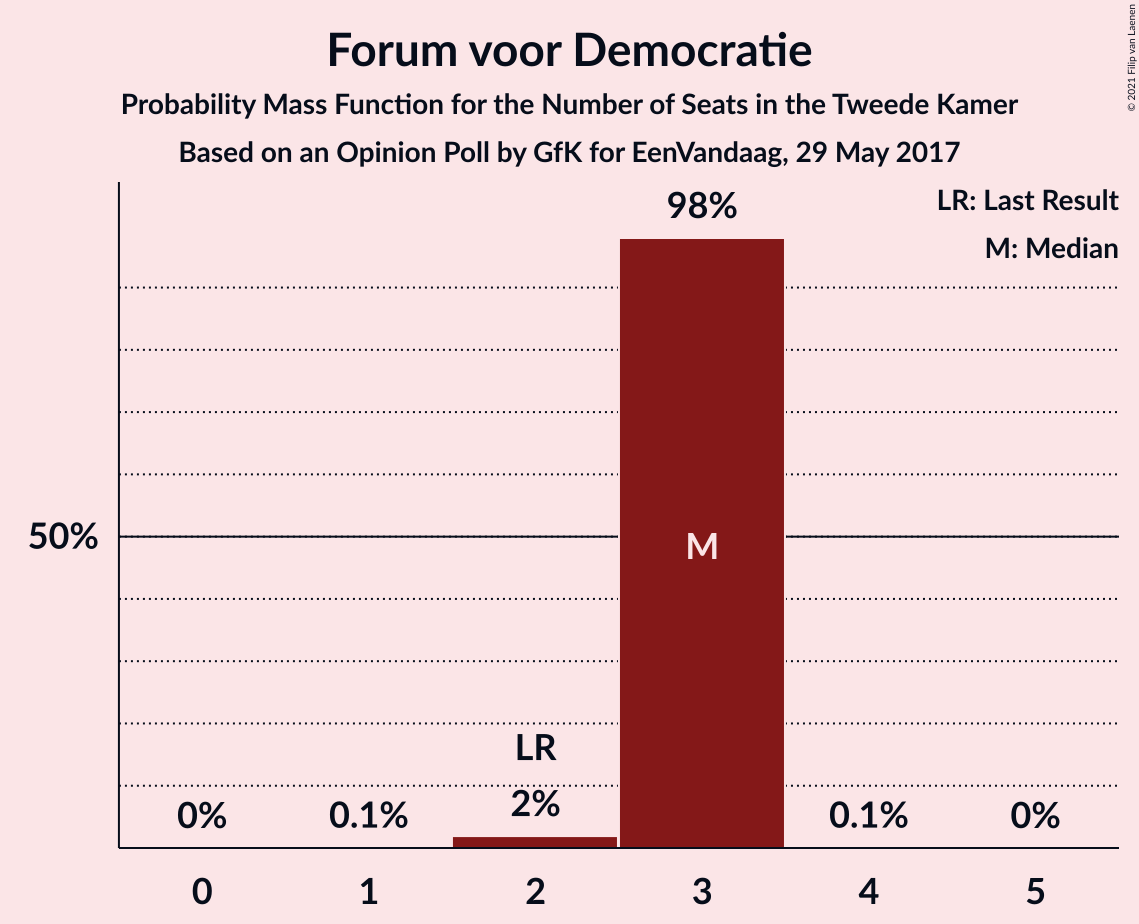 Forum voor Democratie
Probability Mass Function for the Number of Seats in the Tweede Kamer
Based on an Opinion Poll by GfK for EenVandaag, 29 May 2017
© 2021 Filip van Laenen
LR: Last Result
M: Median
98%
50%
M
LR
0%
0.1%
2%
0.1%
0%
0 1 2 3 4 5